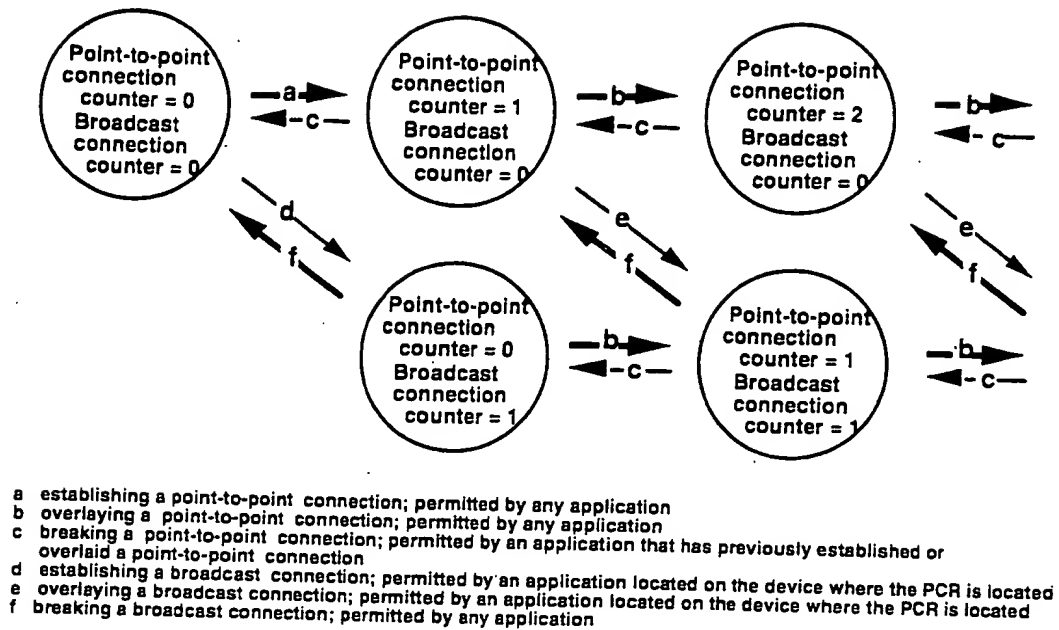 Point-to-point
connection
counter = 0
Broadcast
connection
counter = 0
a
c
Point-to-point
connection
counter = 1
Broadcast
connection
counter = 0
b
c
Point-to-point
connection
counter = 2
Broadcast
connection
counter = 0
b
c
d
f
e
f
e
f
Point-to-point
connection
counter = 0
Broadcast
connection
counter = 1
b
c
Point-to-point
connection
counter = 1
Broadcast
connection
counter = 1
b
c
a establishing a point-to-point connection; permitted by any application
b overlaying a point-to-point connection; permitted by any application
c breaking a point-to-point connection; permitted by an application that has previously established or
overlaid a point-to-point connection
d establishing a broadcast connection; permitted by an application located on the device where the PCR is located
e overlaying a broadcast connection; permitted by an application located on the device where the PCR is located
f breaking a broadcast connection; permitted by any application